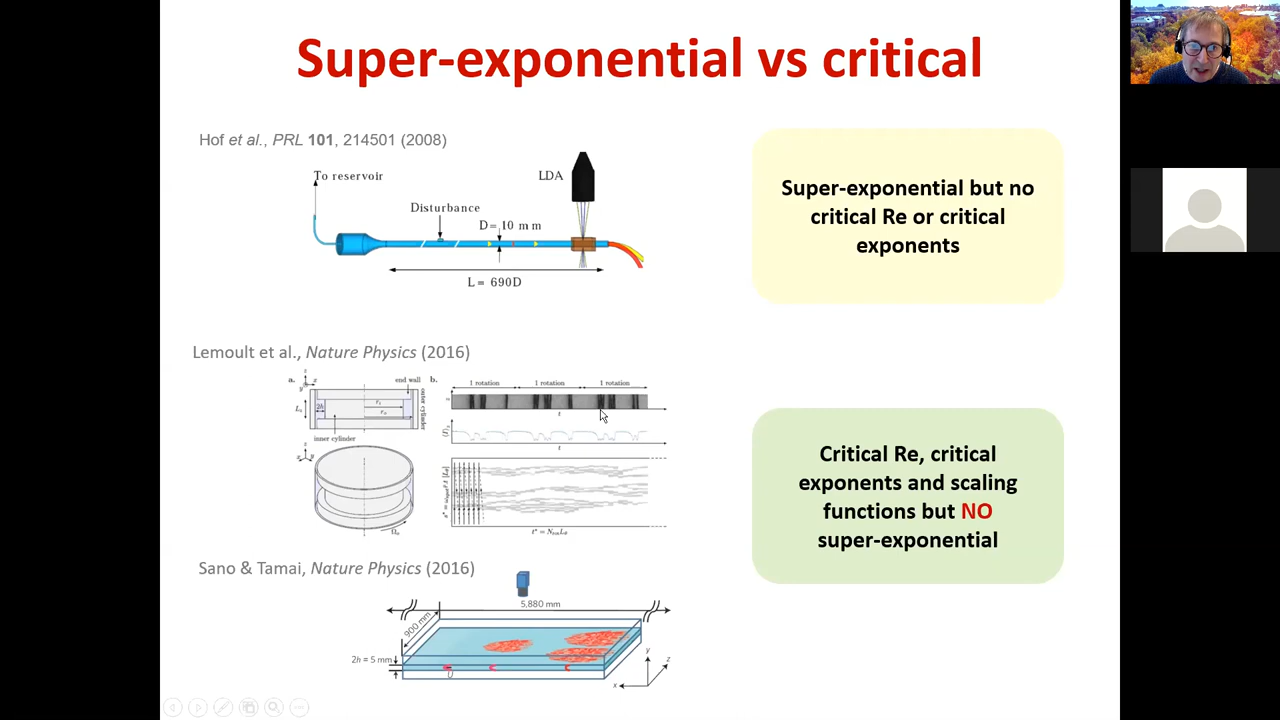 Super-exponential vs critical
Hof et al., PRL 101, 214501 (2008)
To reservoir
LDA
Disturbance
D= 10 mm
L= 690D
Super-exponential but no
critical Re or critical
exponents
Lemoult et al., Nature Physics (2016)
a.
end wall
b.
1 rotation
1 rotation
1 rotation
2h
outer cylinder
inner cylinder
t
t
Critical Re, critical
exponents and scaling
functions but NO
super-exponential
Sano & Tamai, Nature Physics (2016)
5,880 mm
900 mm
2h = 5 mm
U
y
z
x